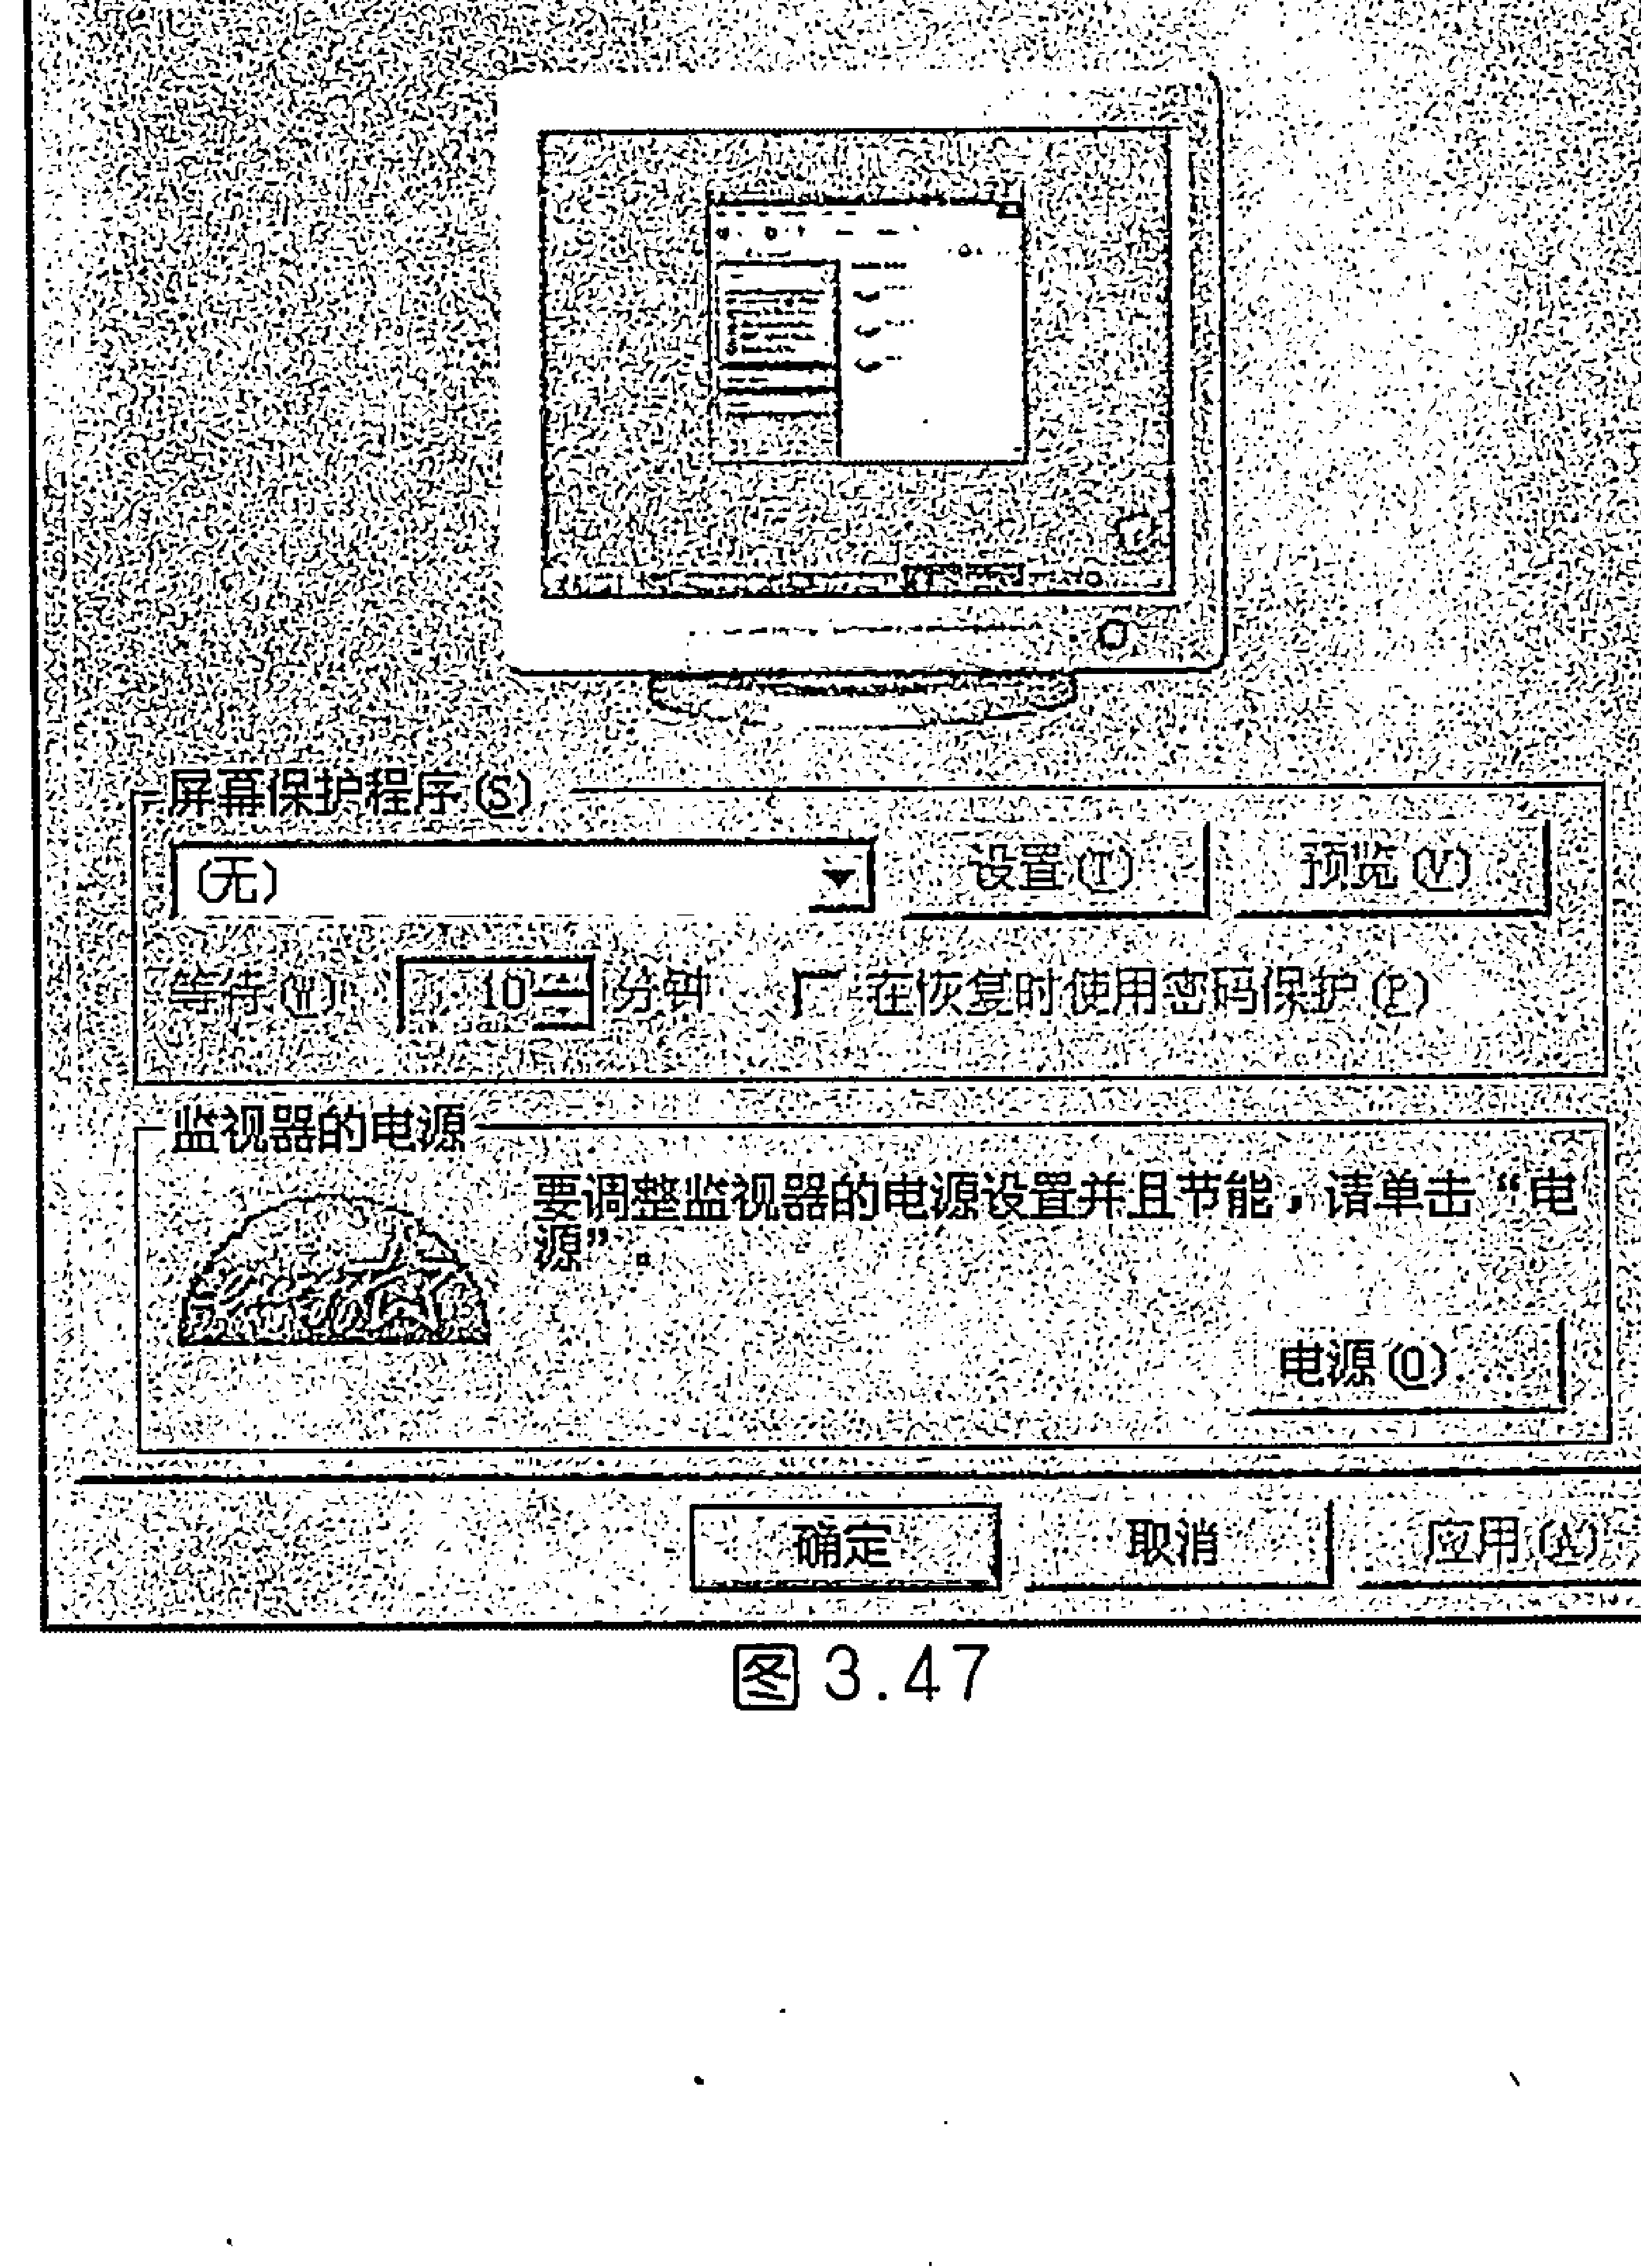 屏幕保护程序(S)
(无) 设置(T) 预览(V)
等待(W) 10 分钟 在恢复时使用密码保护(P)
监视器的电源
要调整监视器的电源设置并且节能，请单击“电
源”。
电源(O)...
确定 取消 应用(A)
图 3.47